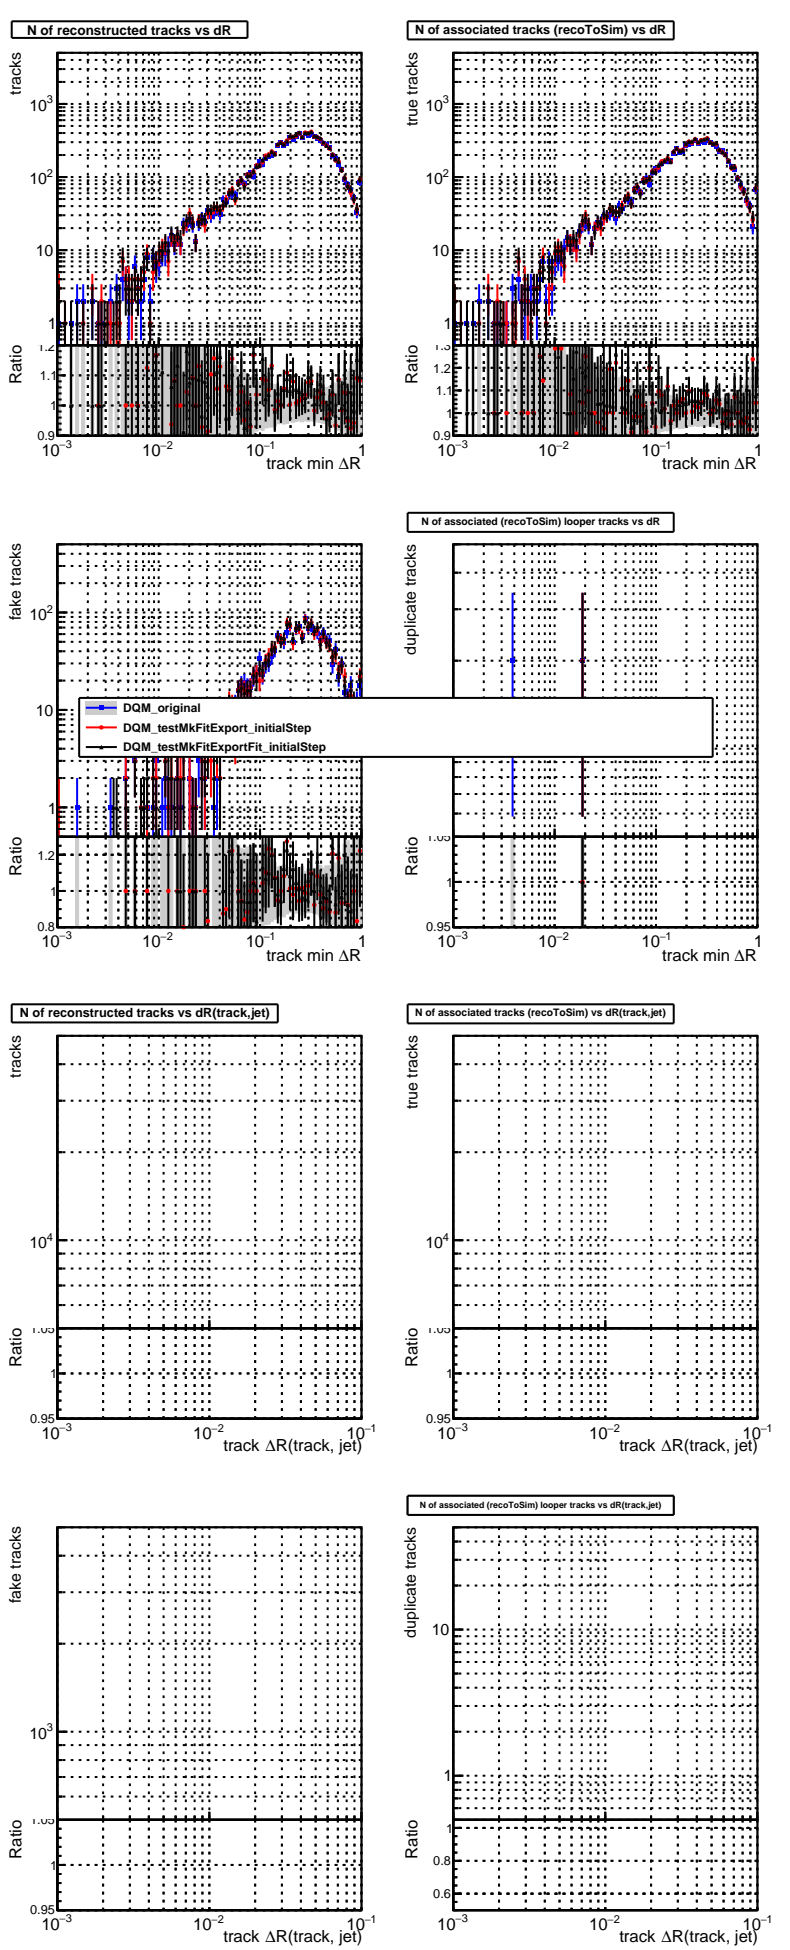 N of reconstructed tracks vs dR
tracks
10³
10²
10
1
Ratio
1.2
1.1
1
0.9
10⁻³
10⁻²
10⁻¹
1
track min ΔR
N of associated tracks (recoToSim) vs dR
true tracks
10³
10²
10
1
Ratio
1.3
1.2
1.1
1
0.9
10⁻³
10⁻²
10⁻¹
1
track min ΔR
fake tracks
10²
10
1
Ratio
1.2
1
0.8
10⁻³
10⁻²
10⁻¹
1
track min ΔR
N of associated (recoToSim) looper tracks vs dR
duplicate tracks
Ratio
1.05
1
0.95
10⁻³
10⁻²
10⁻¹
1
track min ΔR
DQM_original
DQM_testMkFitExport_initialStep
DQM_testMkFitExportFit_initialStep
N of reconstructed tracks vs dR(track,jet)
tracks
10⁴
Ratio
1.05
1
0.95
10⁻³
10⁻²
10⁻¹
track ΔR(track, jet)
N of associated tracks (recoToSim) vs dR(track,jet)
true tracks
10⁴
Ratio
1.05
1
0.95
10⁻³
10⁻²
10⁻¹
track ΔR(track, jet)
fake tracks
10³
Ratio
1.05
1
0.95
10⁻³
10⁻²
10⁻¹
track ΔR(track, jet)
N of associated (recoToSim) looper tracks vs dR(track,jet)
duplicate tracks
10
1
Ratio
1
0.8
0.6
10⁻³
10⁻²
10⁻¹
track ΔR(track, jet)